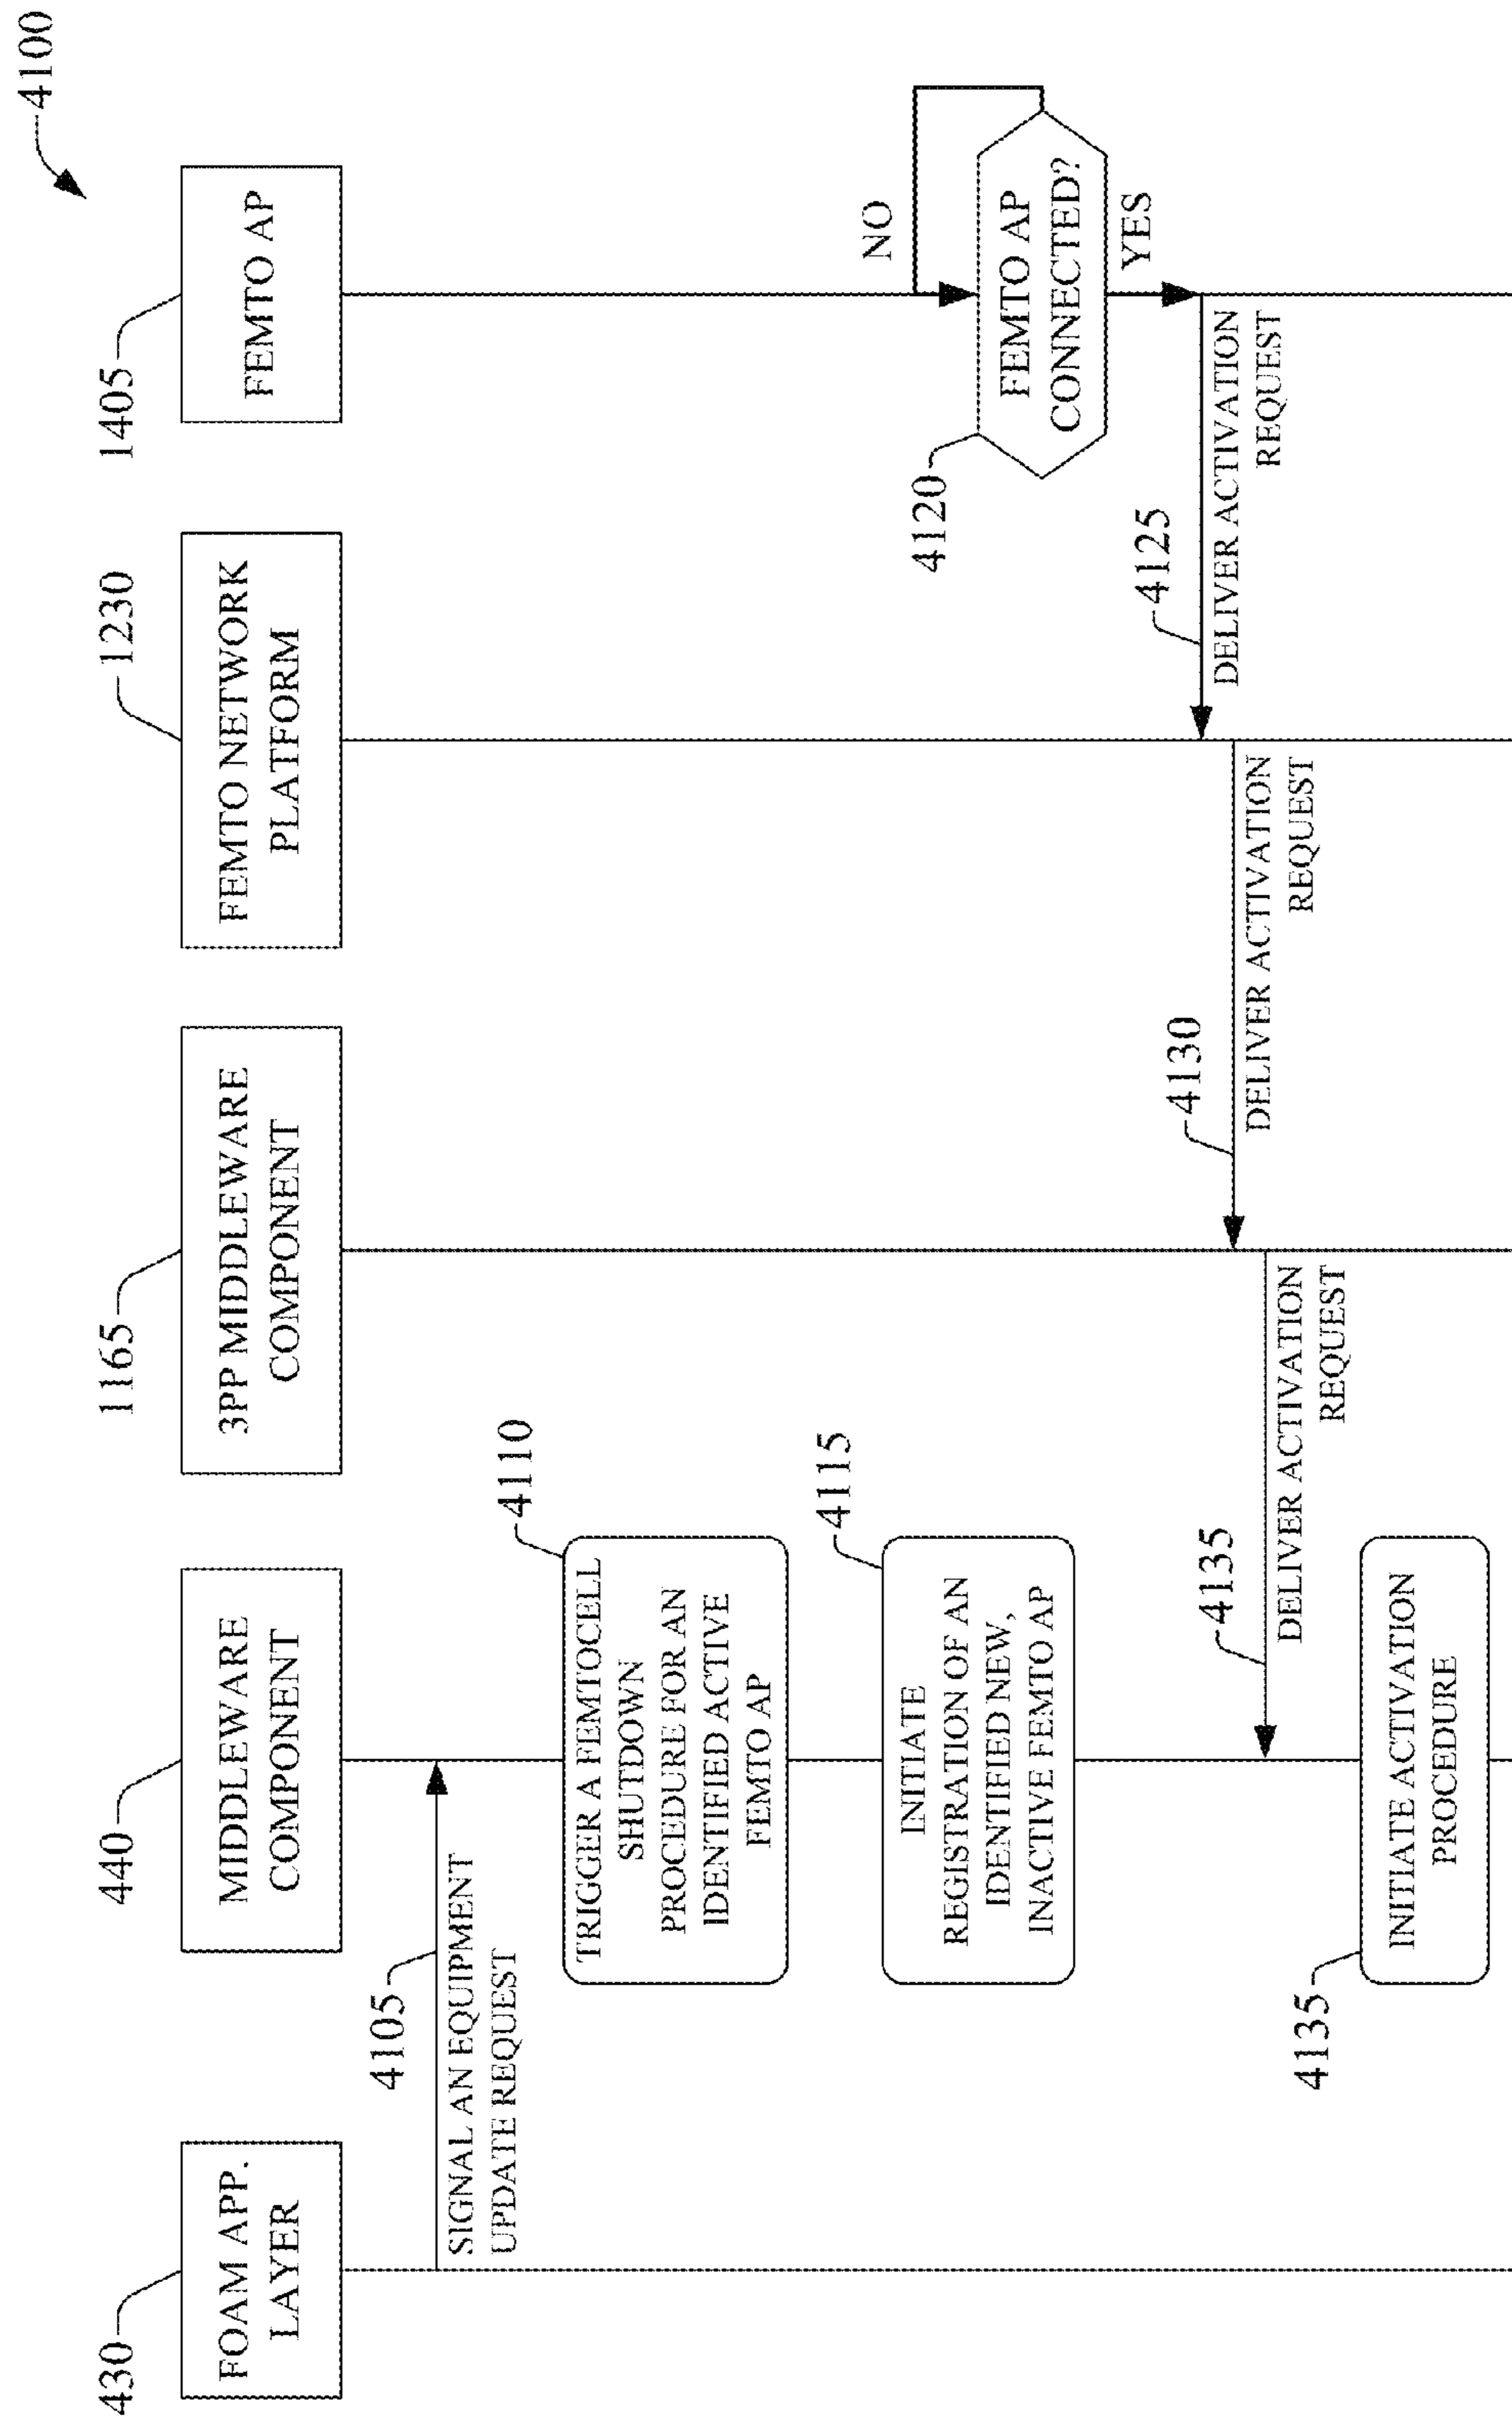 4100
430
FOAM APP.
LAYER
440
MIDDLEWARE
COMPONENT
1165
3PP MIDDLEWARE
COMPONENT
1230
FEMTO NETWORK
PLATFORM
1405
FEMTO AP
4105
SIGNAL AN EQUIPMENT
UPDATE REQUEST
4110
TRIGGER A FEMTOCELL
SHUTDOWN
PROCEDURE FOR AN
IDENTIFIED ACTIVE
FEMTO AP
4115
INITIATE
REGISTRATION OF AN
IDENTIFIED NEW,
INACTIVE FEMTO AP
NO
4120
FEMTO AP
CONNECTED?
YES
4125
DELIVER ACTIVATION
REQUEST
4130
DELIVER ACTIVATION
REQUEST
4135
DELIVER ACTIVATION
REQUEST
4135
INITIATE ACTIVATION
PROCEDURE